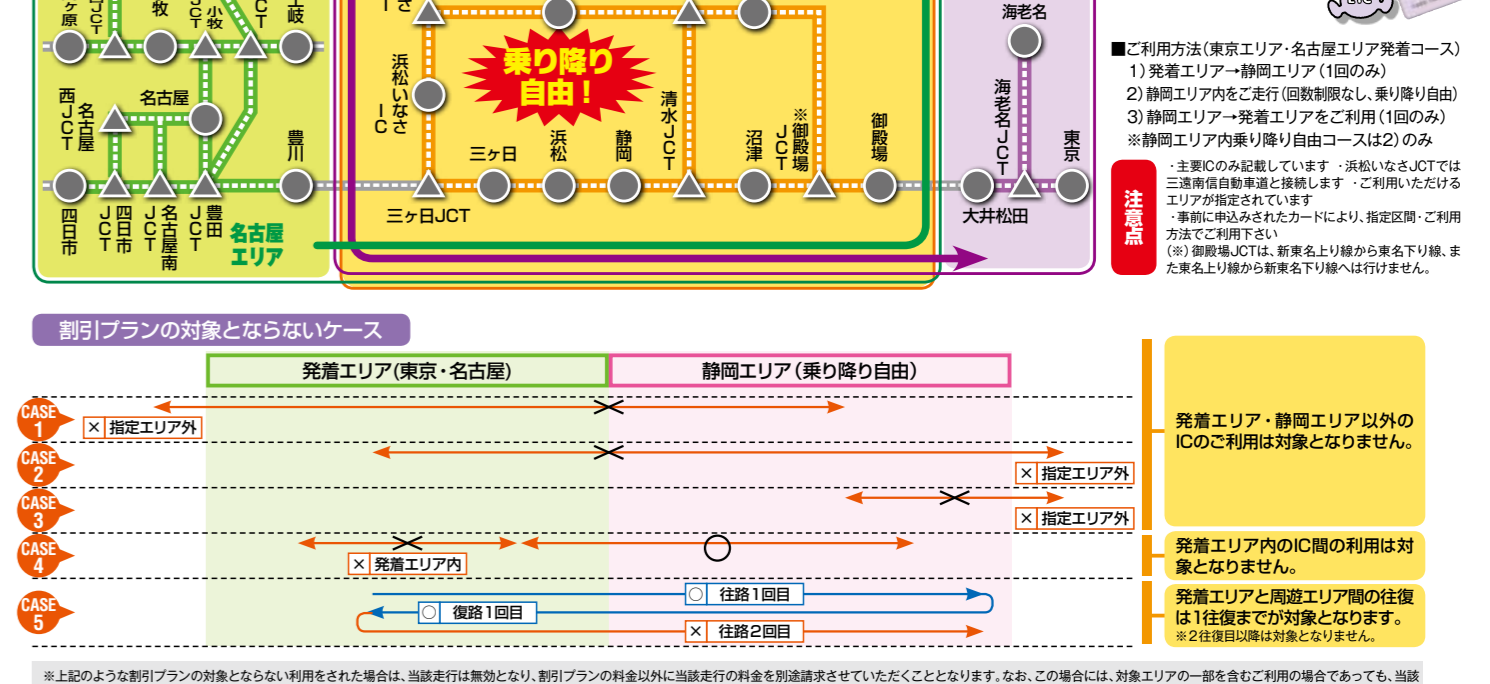 ヶ原
JCT
牧
小牧
JCT
岐
さ
浜松いなさIC
乗り降り
自由！
海老名
西JCT
名古屋
名古屋
豊川
三ヶ日
浜松
静岡
清水JCT
沼津
※御殿場JCT
御殿場
海老名JCT
東京
四日市
四日市JCT
名古屋南JCT
豊田JCT
名古屋
エリア
三ヶ日JCT
大井松田
■ご利用方法（東京エリア・名古屋エリア発着コース）
1）発着エリア→静岡エリア（1回のみ）
2）静岡エリア内をご走行（回数制限なし、乗り降り自由）
3）静岡エリア→発着エリアをご利用（1回のみ）
※静岡エリア内乗り降り自由コースは2）のみ
注意点
・主要ICのみ記載しています ・浜松いなさJCTでは
三遠南信自動車道と接続します ・ご利用いただける
エリアが指定されています
・事前に申込みされたカードにより、指定区間・ご利用
方法でご利用下さい
（※）御殿場JCTは、新東名上り線から東名下り線、ま
た東名上り線から新東名下り線へは行けません。
割引プランの対象とならないケース
発着エリア(東京・名古屋)
静岡エリア（乗り降り自由）
CASE
1
× 指定エリア外
CASE
2
× 指定エリア外
CASE
3
× 指定エリア外
発着エリア・静岡エリア以外の
ICのご利用は対象となりません。
CASE
4
× 発着エリア内
発着エリア内のIC間の利用は対
象となりません。
CASE
5
○ 往路1回目
○ 復路1回目
× 往路2回目
発着エリアと周遊エリア間の往復
は1往復までが対象となります。
※2往復目以降は対象となりません。
※上記のような割引プランの対象とならない利用をされた場合は、当該走行は無効となり、割引プランの料金以外に当該走行の料金を別途請求させていただくこととなります。なお、この場合には、対象エリアの一部を含むご利用の場合であっても、当該